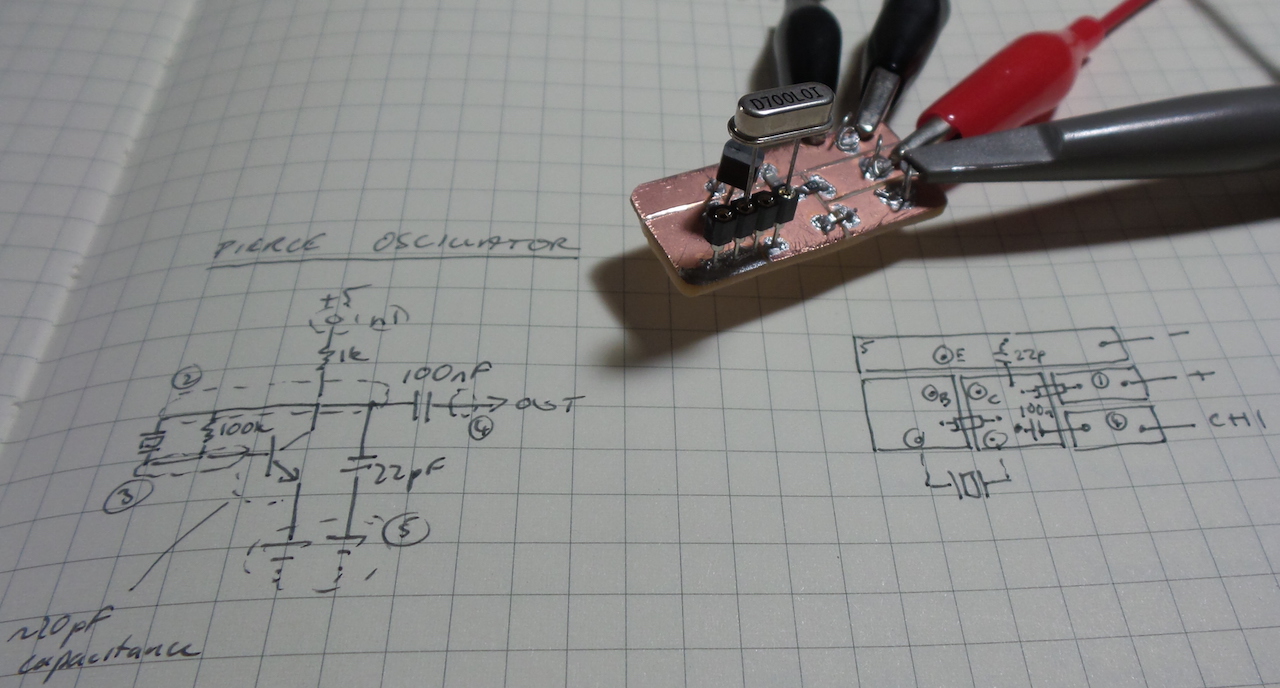 D700L0I
PIERCE OSCILLATOR
+5
1k
②
100nF
OUT
④
100k
③
22pF
⑤
~20pF
capacitance
5
E
22p
-
B
C
①
+
100n
④
CH1